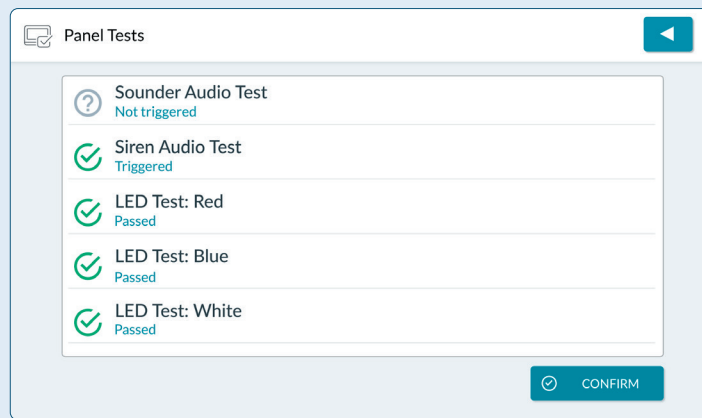 Panel Tests
Sounder Audio Test
Not triggered
Siren Audio Test
Triggered
LED Test: Red
Passed
LED Test: Blue
Passed
LED Test: White
Passed
CONFIRM